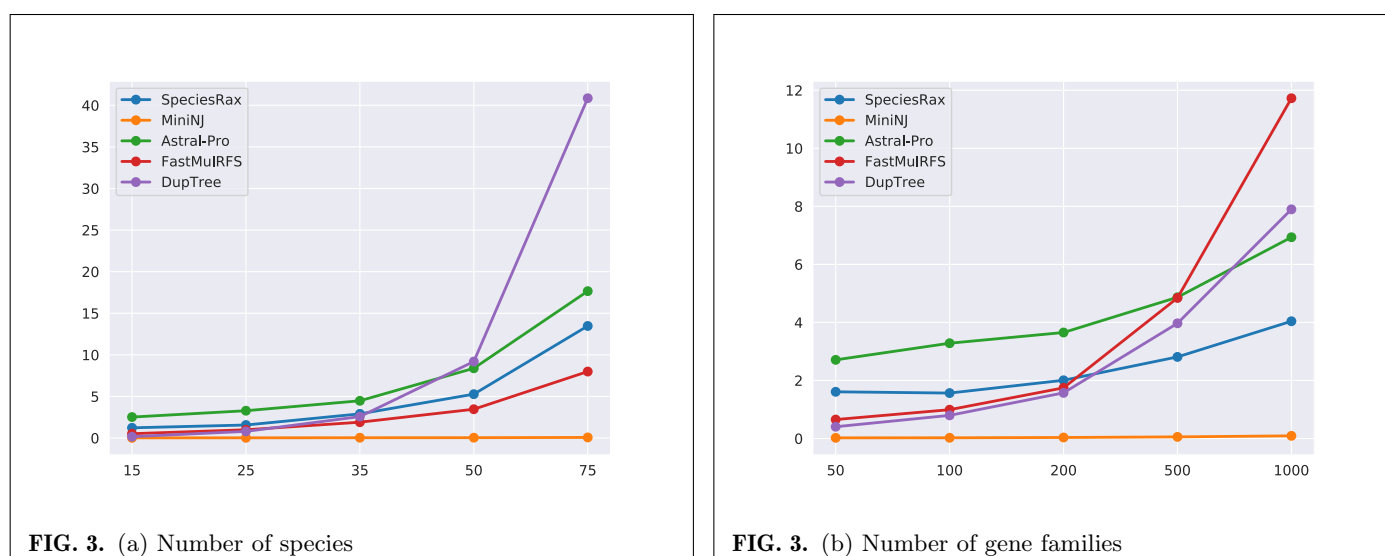 40
35
30
25
20
15
10
5
0
SpeciesRax
MiniNJ
Astral-Pro
FastMulRFS
DupTree
15 25 35 50 75
FIG. 3. (a) Number of species
12
10
8
6
4
2
0
SpeciesRax
MiniNJ
Astral-Pro
FastMulRFS
DupTree
50 100 200 500 1000
FIG. 3. (b) Number of gene families